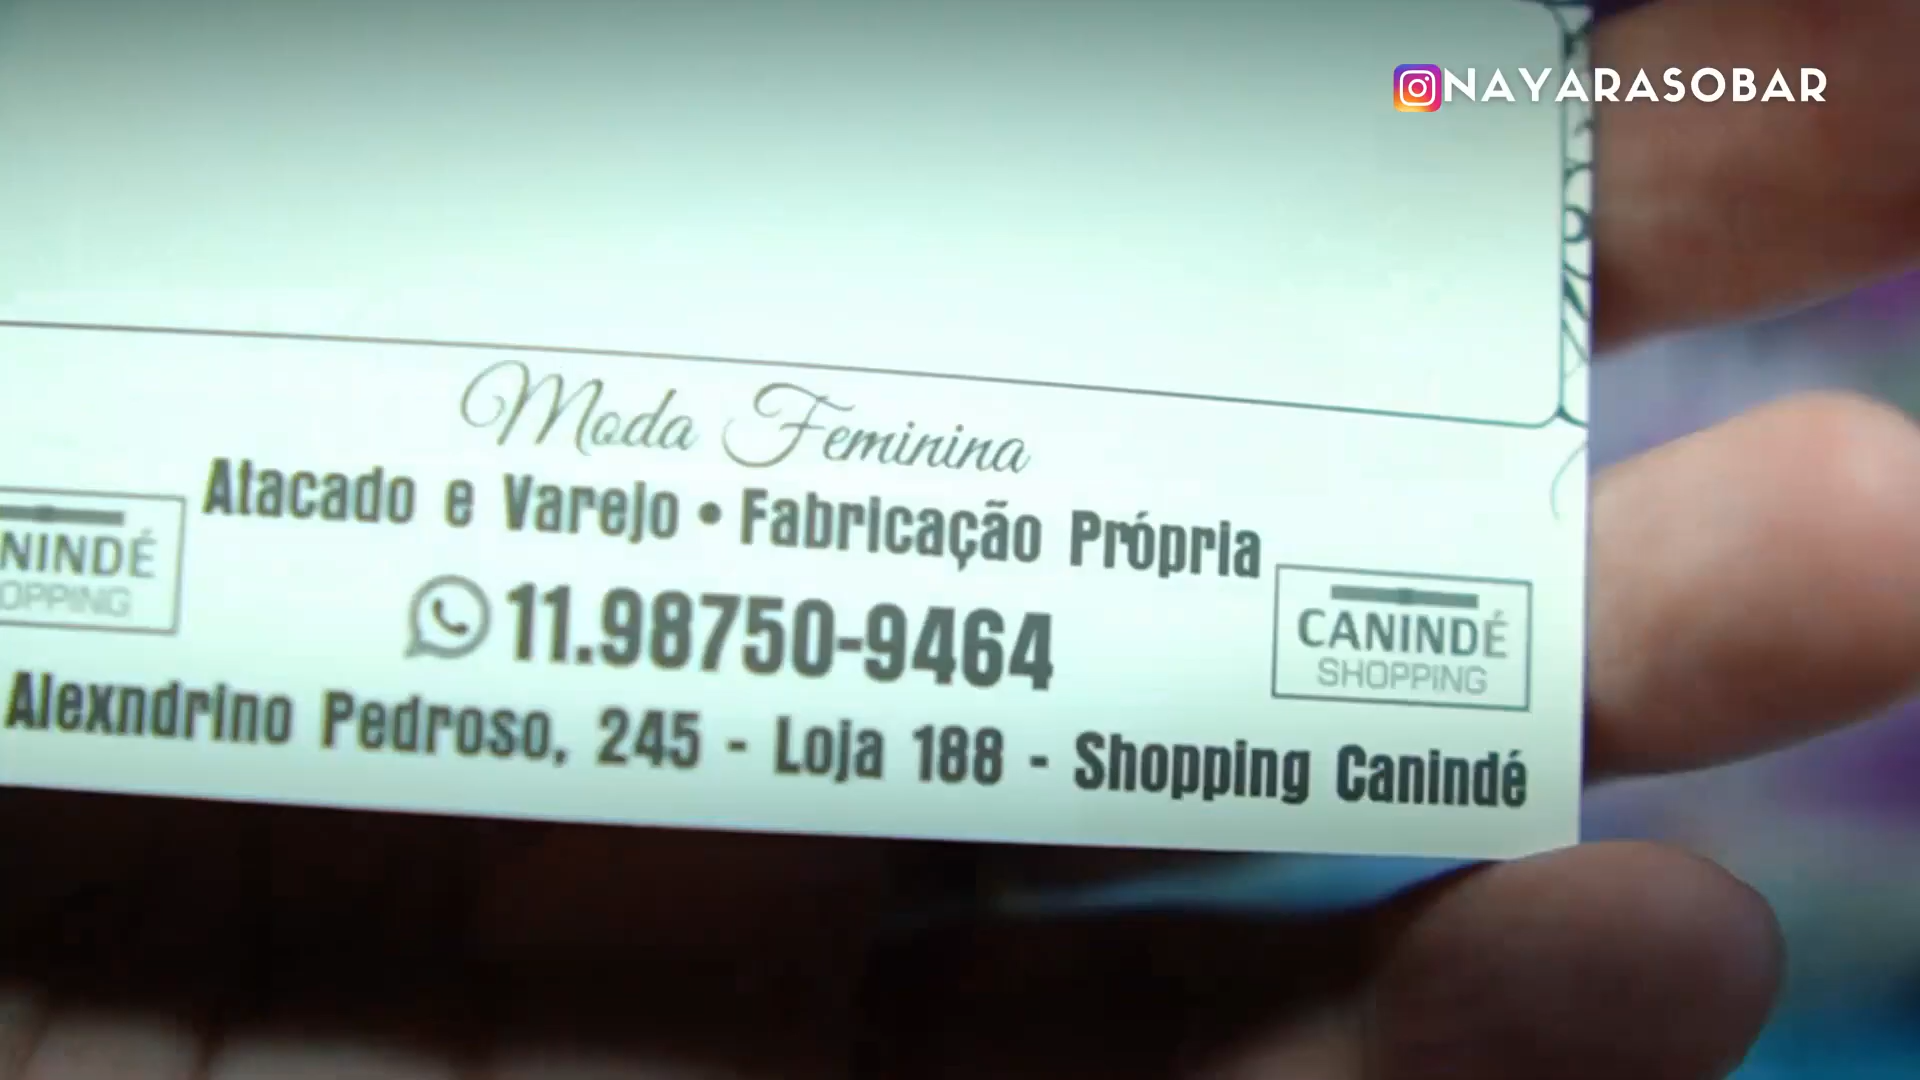 NAYARASOBAR
Moda Feminina
Atacado e Varejo • Fabricação Própria
NINDÉ
OPPING
11.98750-9464
CANINDÉ
SHOPPING
Alexndrino Pedroso, 245 - Loja 188 - Shopping Canindé